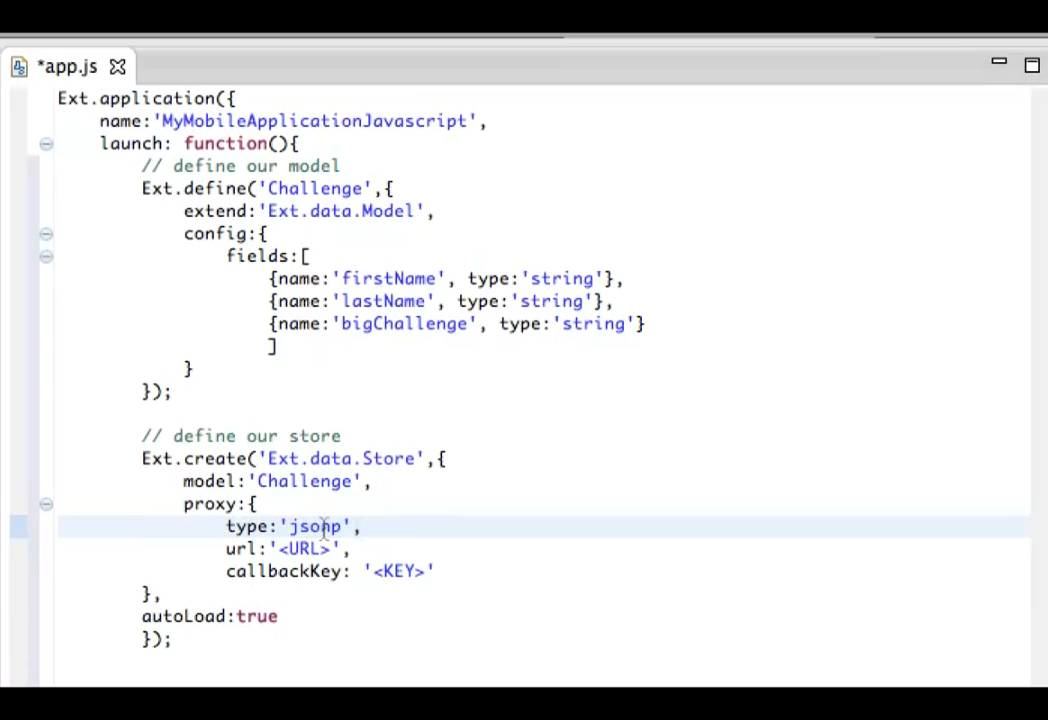 *app.js
Ext.application({
name:'MyMobileApplicationJavascript',
launch: function(){
// define our model
Ext.define('Challenge',{
extend:'Ext.data.Model',
config:{
fields:[
{name:'firstName', type:'string'},
{name:'lastName', type:'string'},
{name:'bigChallenge', type:'string'}
]
}
});
// define our store
Ext.create('Ext.data.Store',{
model:'Challenge',
proxy:{
type:'jsonp',
url:'<URL>',
callbackKey: '<KEY>'
},
autoLoad:true
});